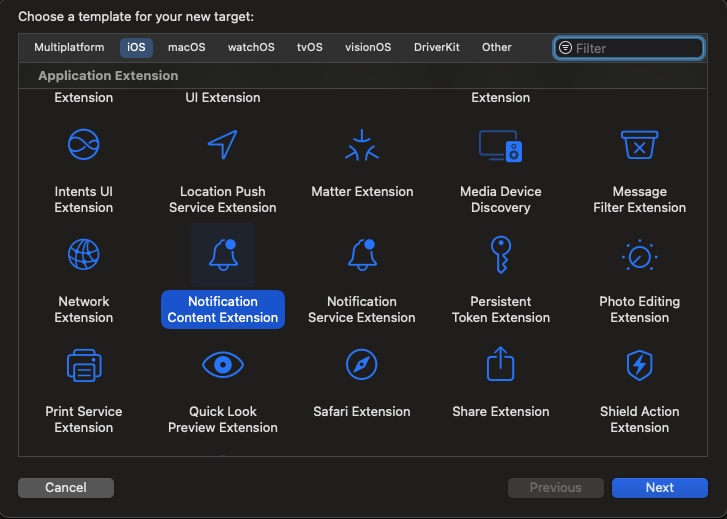 Choose a template for your new target:
Multiplatform iOS macOS watchOS tvOS visionOS DriverKit Other Filter
Application Extension
Extension UI Extension Extension
Intents UI Extension
Location Push Service Extension
Matter Extension
Media Device Discovery
Message Filter Extension
Network Extension
Notification Content Extension
Notification Service Extension
Persistent Token Extension
Photo Editing Extension
Print Service Extension
Quick Look Preview Extension
Safari Extension
Share Extension
Shield Action Extension
Cancel Previous Next